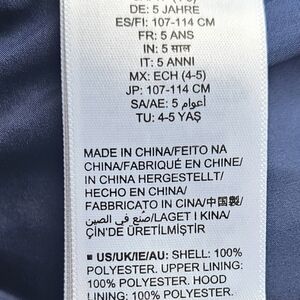 DE: 5 JAHRE
ES/FI: 107-114 CM
FR: 5 ANS
IN: 5 साल
IT: 5 ANNI
MX: ECH (4-5)
JP: 107-114 CM
SA/AE: 5 أعوام
TU: 4-5 YAŞ
MADE IN CHINA/FEITO NA
CHINA/FABRIQUÉ EN CHINE/
IN CHINA HERGESTELLT/
HECHO EN CHINA/
FABBRICATO IN CINA/中国製/
صنع في الصين/LAGET I KINA/
ÇİN'DE ÜRETİLMİŞTİR
■ US/UK/IE/AU: SHELL: 100%
POLYESTER. UPPER LINING:
100% POLYESTER. HOOD
LINING: 100% POLYESTER.